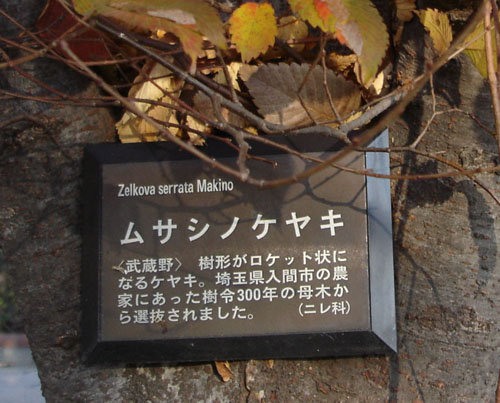 Zelkova serrata Makino
ムサシノケヤキ
〈武蔵野〉 樹形がロケット状に
なるケヤキ。埼玉県入間市の農
家にあった樹令300年の母木か
ら選抜されました。 (ニレ科)